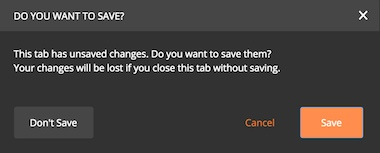 DO YOU WANT TO SAVE?
This tab has unsaved changes. Do you want to save them?
Your changes will be lost if you close this tab without saving.
Don't Save
Cancel
Save